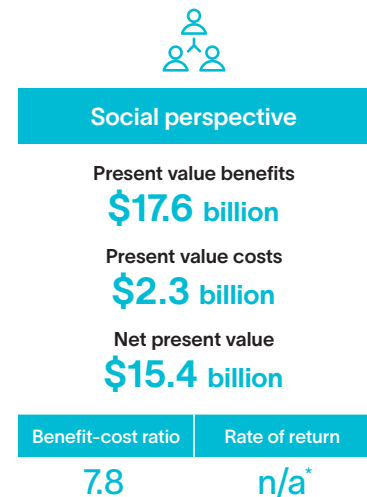 Social perspective
Present value benefits
$17.6 billion
Present value costs
$2.3 billion
Net present value
$15.4 billion
Benefit-cost ratio Rate of return
7.8 n/a*